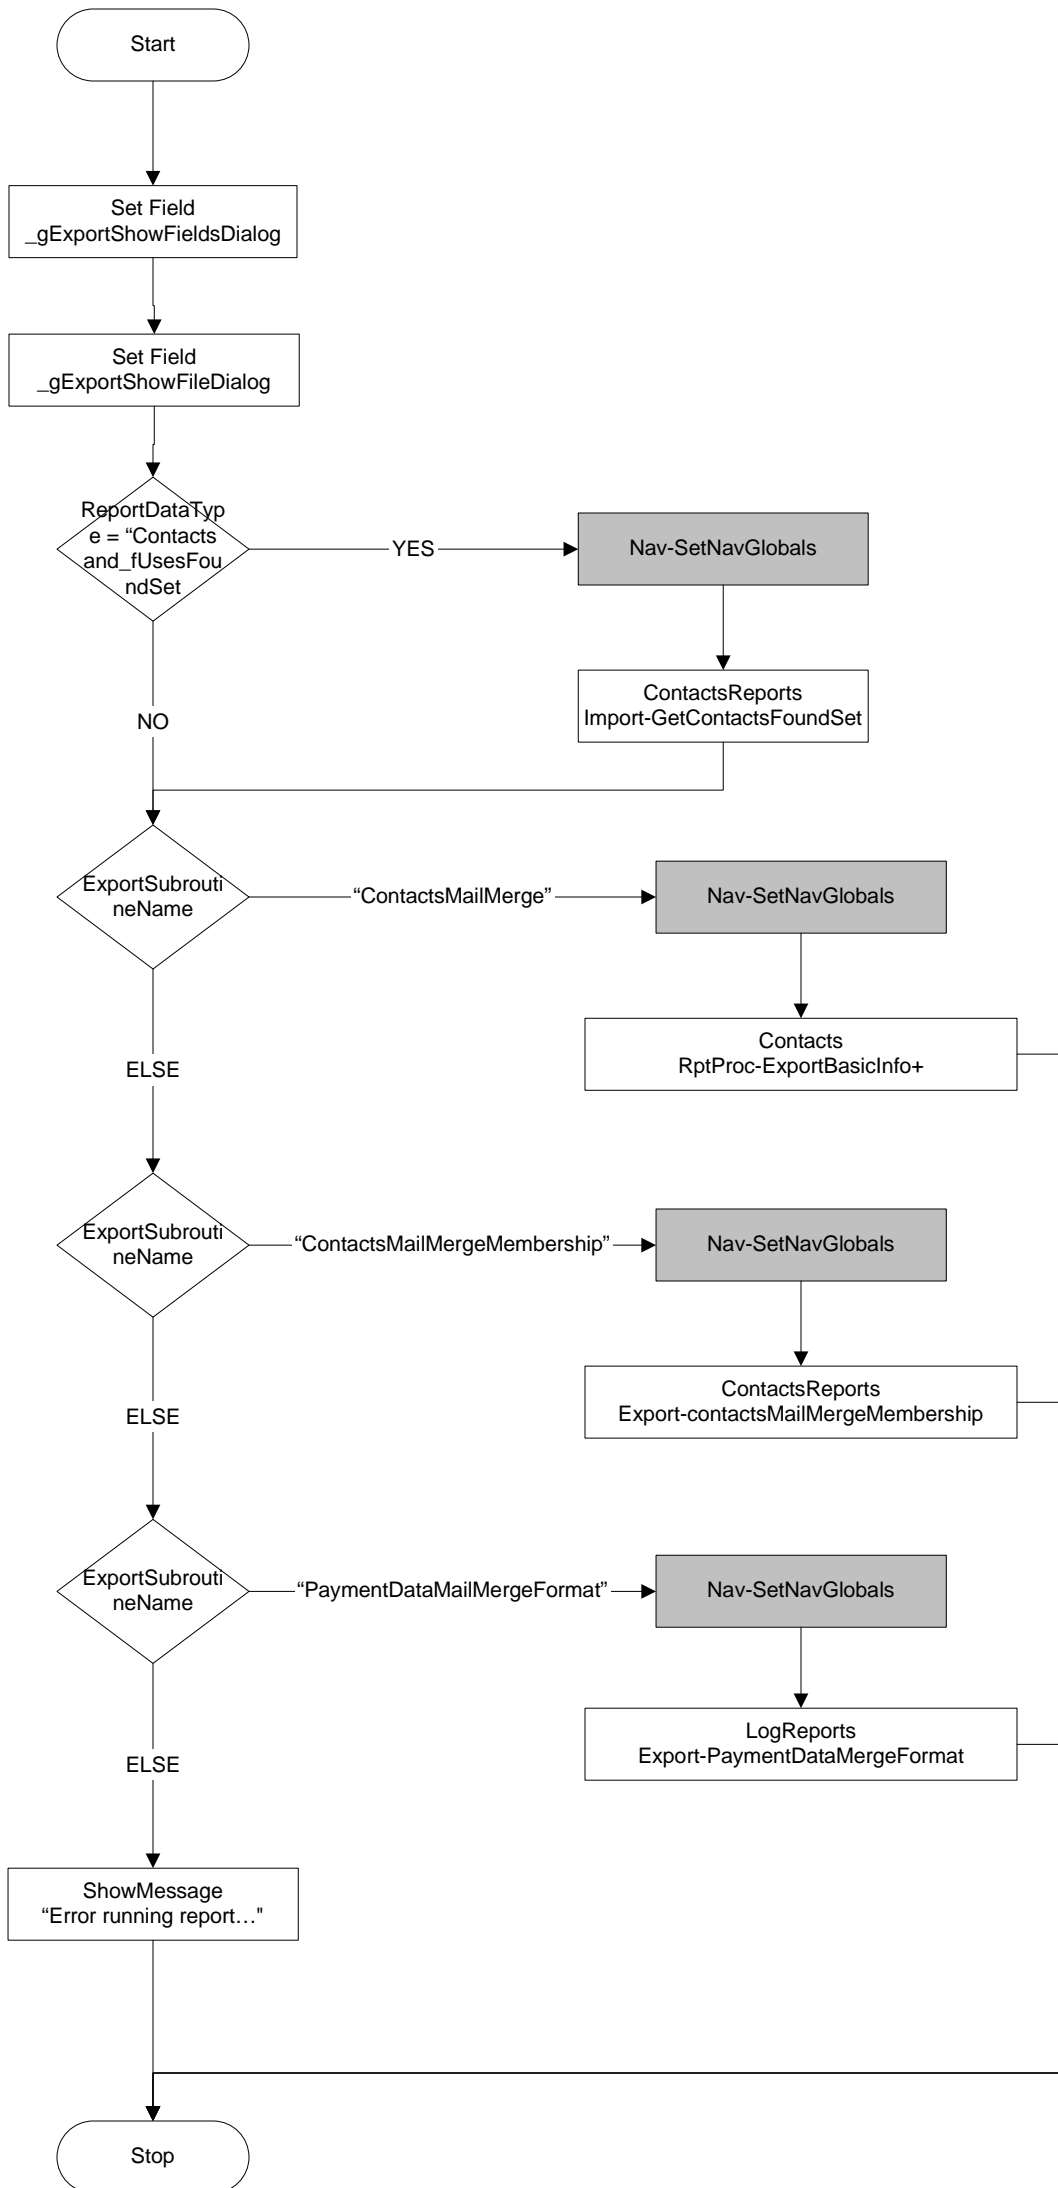 Start
Set Field
_gExportShowFieldsDialog
Set Field
_gExportShowFileDialog
ReportDataTyp
e = “Contacts
and_fUsesFou
ndSet
YES
Nav-SetNavGlobals
ContactsReports
Import-GetContactsFoundSet
NO
ExportSubrouti
neName
“ContactsMailMerge”
Nav-SetNavGlobals
Contacts
RptProc-ExportBasicInfo+
ELSE
ExportSubrouti
neName
“ContactsMailMergeMembership”
Nav-SetNavGlobals
ContactsReports
Export-contactsMailMergeMembership
ELSE
ExportSubrouti
neName
“PaymentDataMailMergeFormat”
Nav-SetNavGlobals
LogReports
Export-PaymentDataMergeFormat
ELSE
ShowMessage
“Error running report…"
Stop